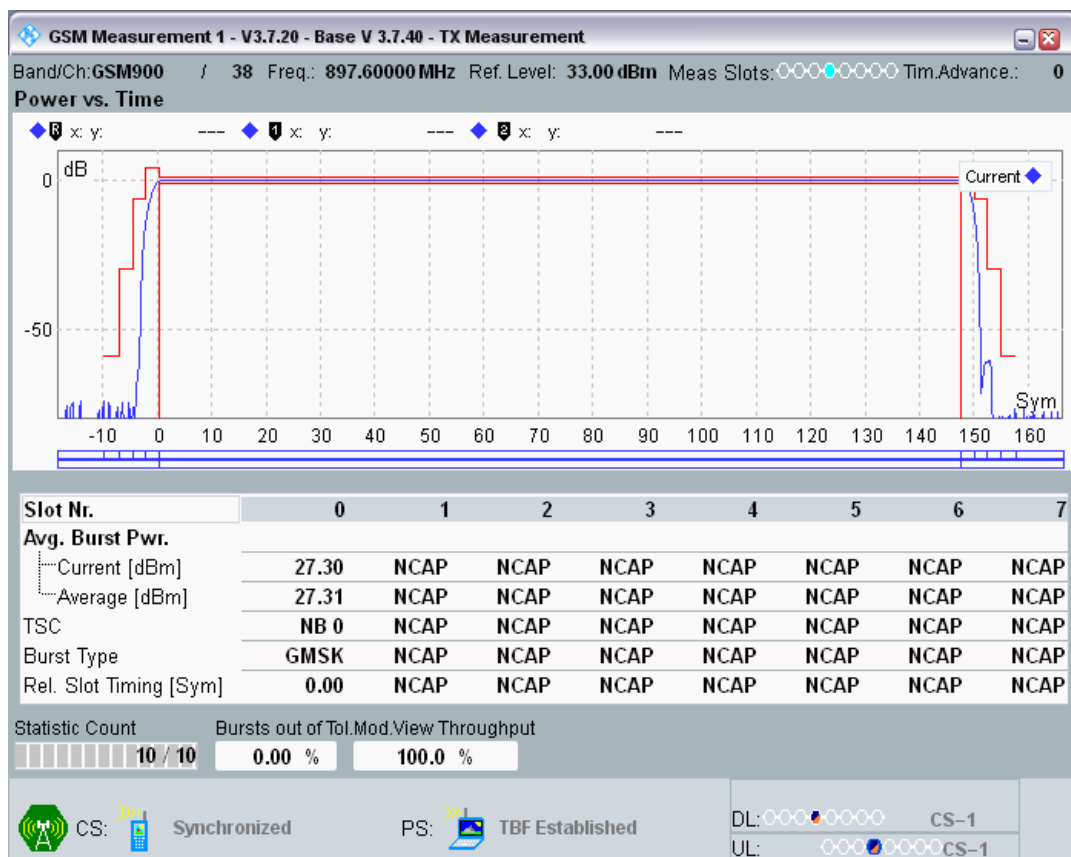 GSM Measurement 1 - V3.7.20 - Base V 3.7.40 - TX Measurement
Band/Ch:GSM900 / 38 Freq.: 897.60000 MHz Ref. Level: 33.00 dBm Meas Slots: Tim.Advance.: 0
Power vs. Time
R x: y: --- 1 x: y: --- 2 x: y: ---
dB
Current
0
-50
Sym
-10 0 10 20 30 40 50 60 70 80 90 100 110 120 130 140 150 160
Slot Nr. 0 1 2 3 4 5 6 7
Avg. Burst Pwr.
Current [dBm] 27.30 NCAP NCAP NCAP NCAP NCAP NCAP NCAP
Average [dBm] 27.31 NCAP NCAP NCAP NCAP NCAP NCAP NCAP
TSC NB 0 NCAP NCAP NCAP NCAP NCAP NCAP NCAP
Burst Type GMSK NCAP NCAP NCAP NCAP NCAP NCAP NCAP
Rel. Slot Timing [Sym] 0.00 NCAP NCAP NCAP NCAP NCAP NCAP NCAP
Statistic Count Bursts out of Tol.Mod.View Throughput
10 / 10 0.00 % 100.0 %
CS: Synchronized PS: TBF Established
DL: CS-1
UL: CS-1